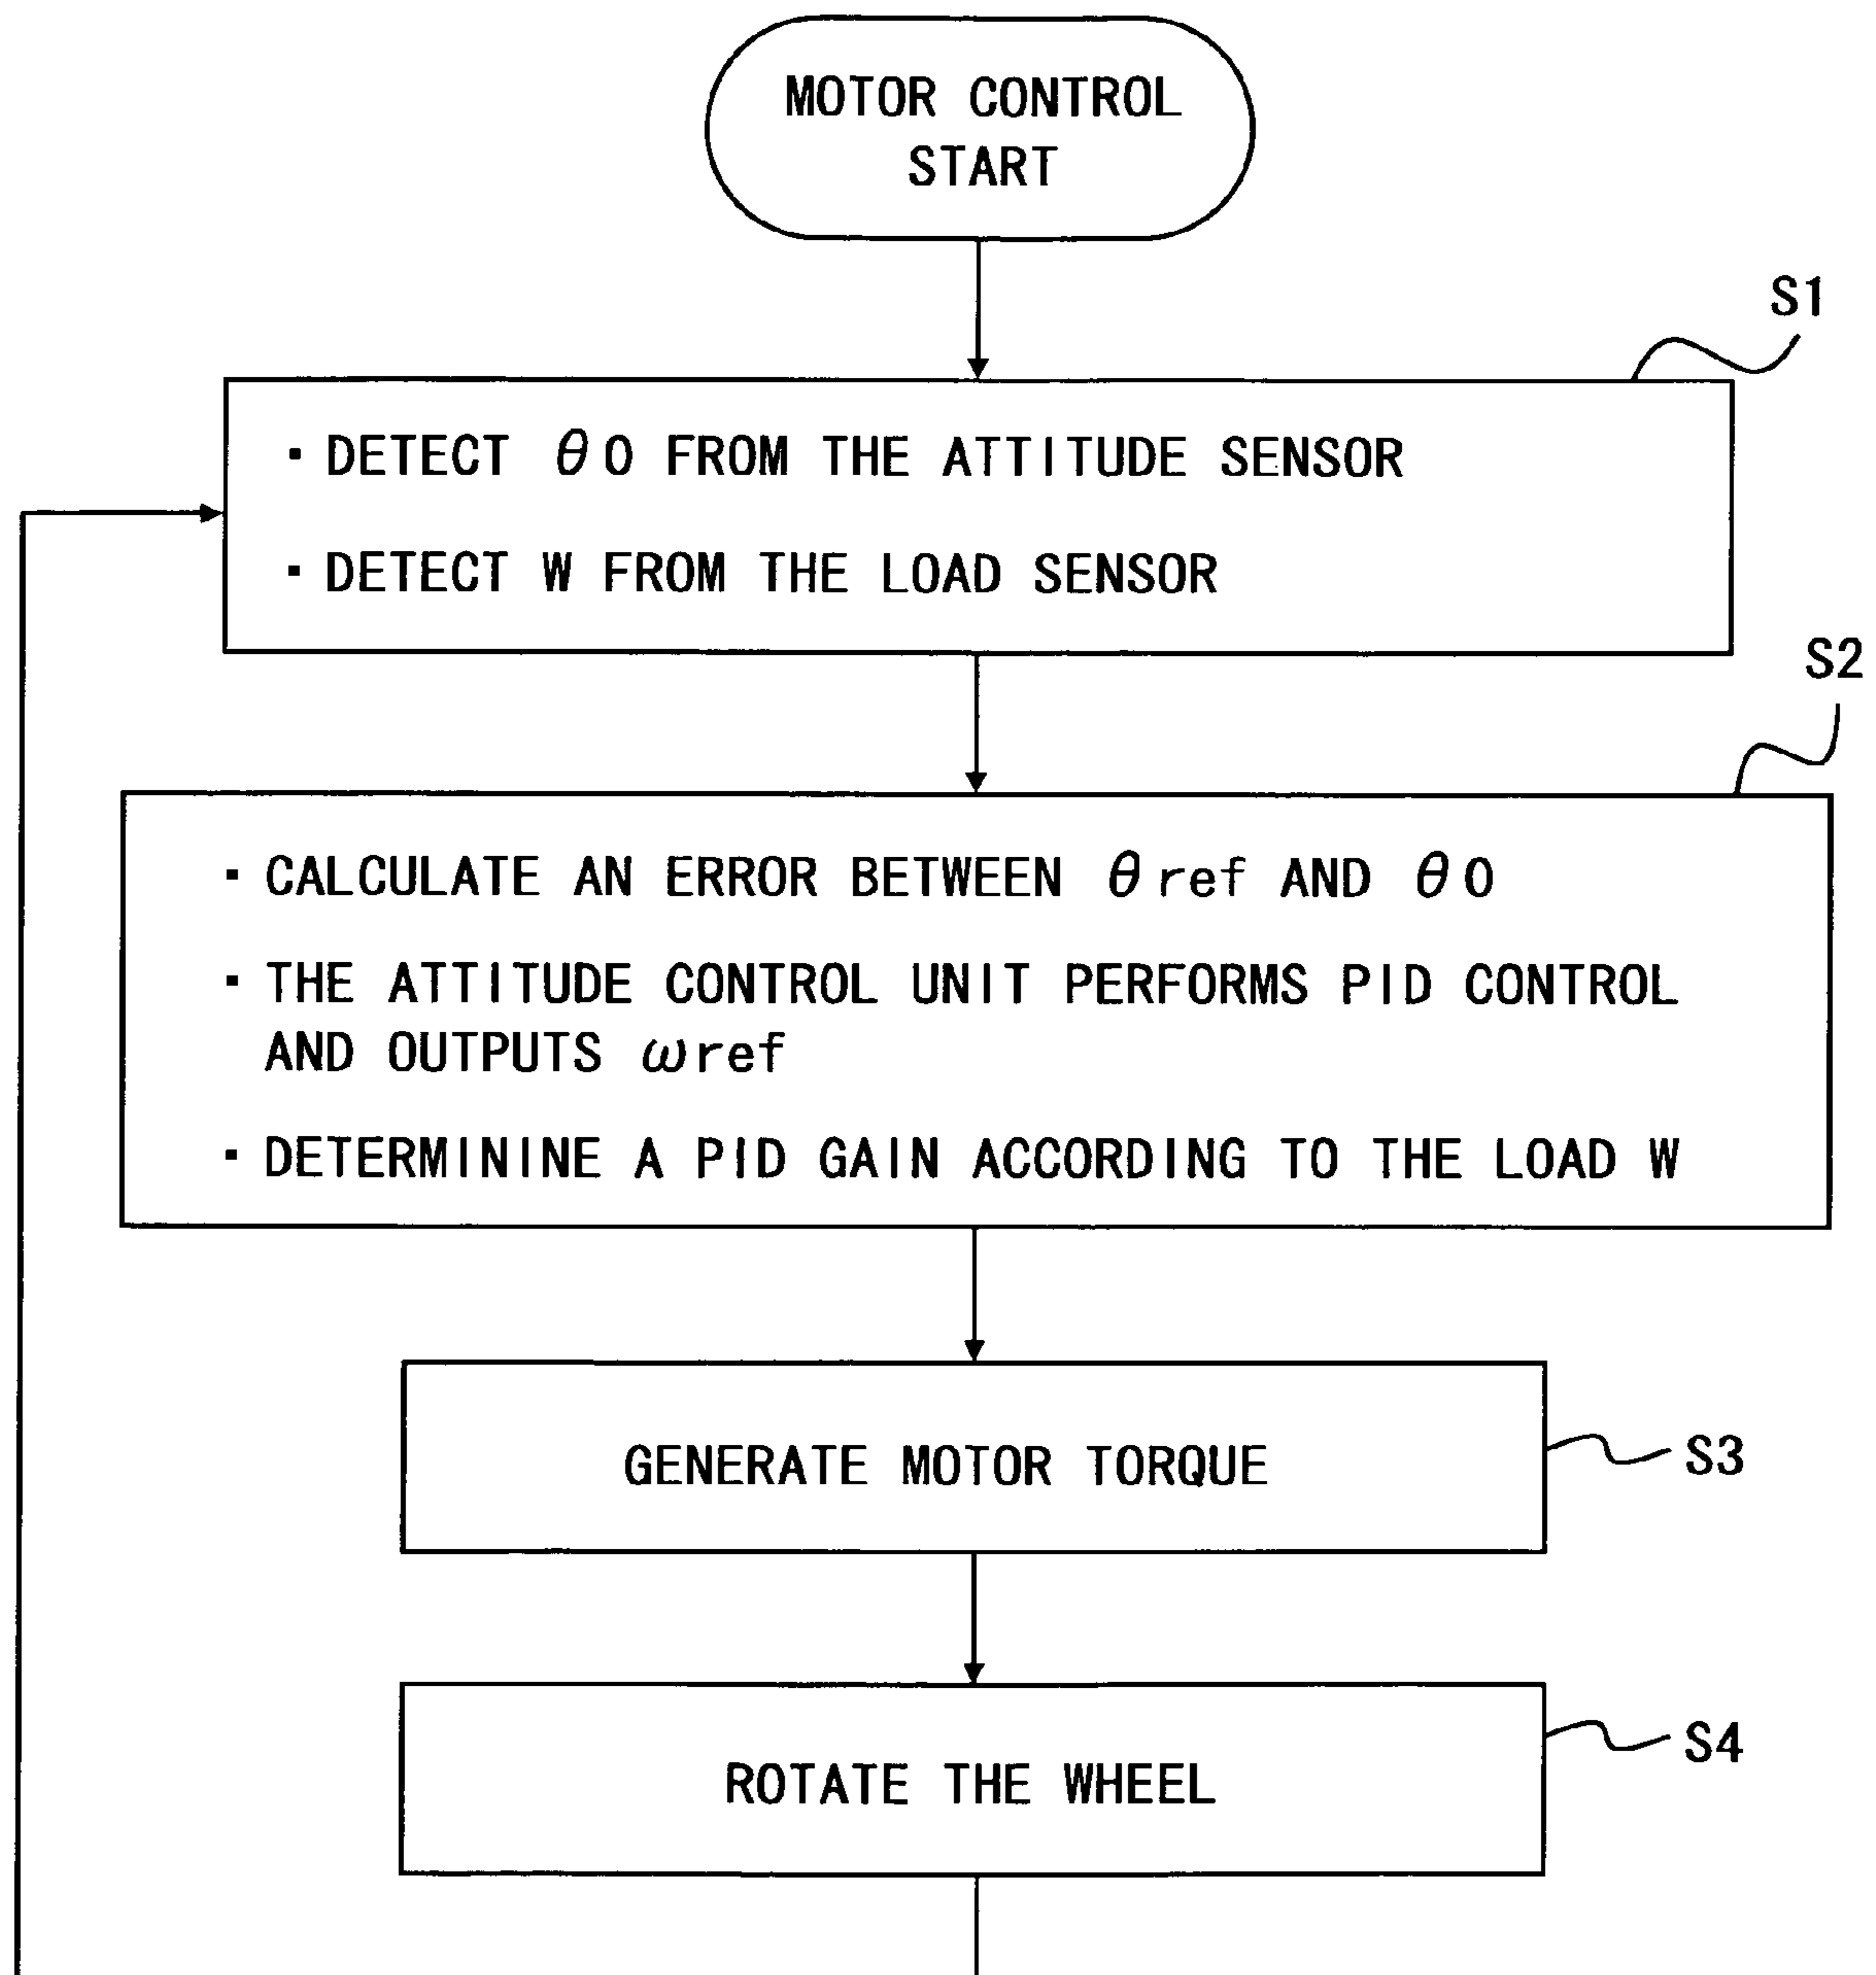 MOTOR CONTROL
START
S1
・DETECT θ0 FROM THE ATTITUDE SENSOR
・DETECT W FROM THE LOAD SENSOR
S2
・CALCULATE AN ERROR BETWEEN θref AND θ0
・THE ATTITUDE CONTROL UNIT PERFORMS PID CONTROL
AND OUTPUTS ωref
・DETERMININE A PID GAIN ACCORDING TO THE LOAD W
GENERATE MOTOR TORQUE
S3
ROTATE THE WHEEL
S4